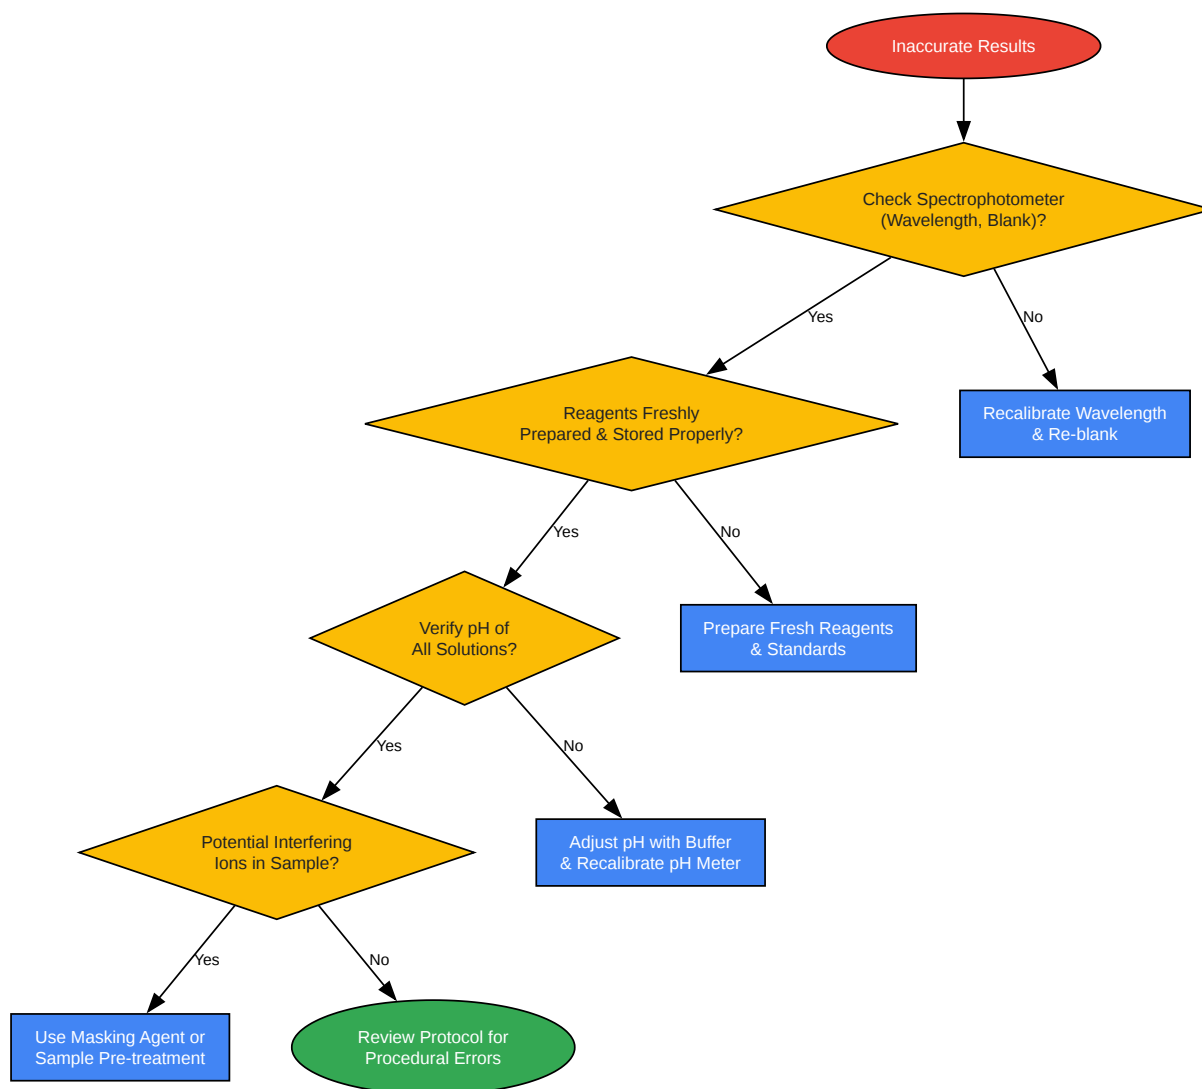 Inaccurate Results
Check Spectrophotometer
(Wavelength, Blank)?
Yes
No
Reagents Freshly
Prepared & Stored Properly?
Recalibrate Wavelength
& Re-blank
Yes
No
Verify pH of
All Solutions?
Prepare Fresh Reagents
& Standards
Yes
No
Potential Interfering
Ions in Sample?
Adjust pH with Buffer
& Recalibrate pH Meter
Yes
No
Use Masking Agent or
Sample Pre-treatment
Review Protocol for
Procedural Errors